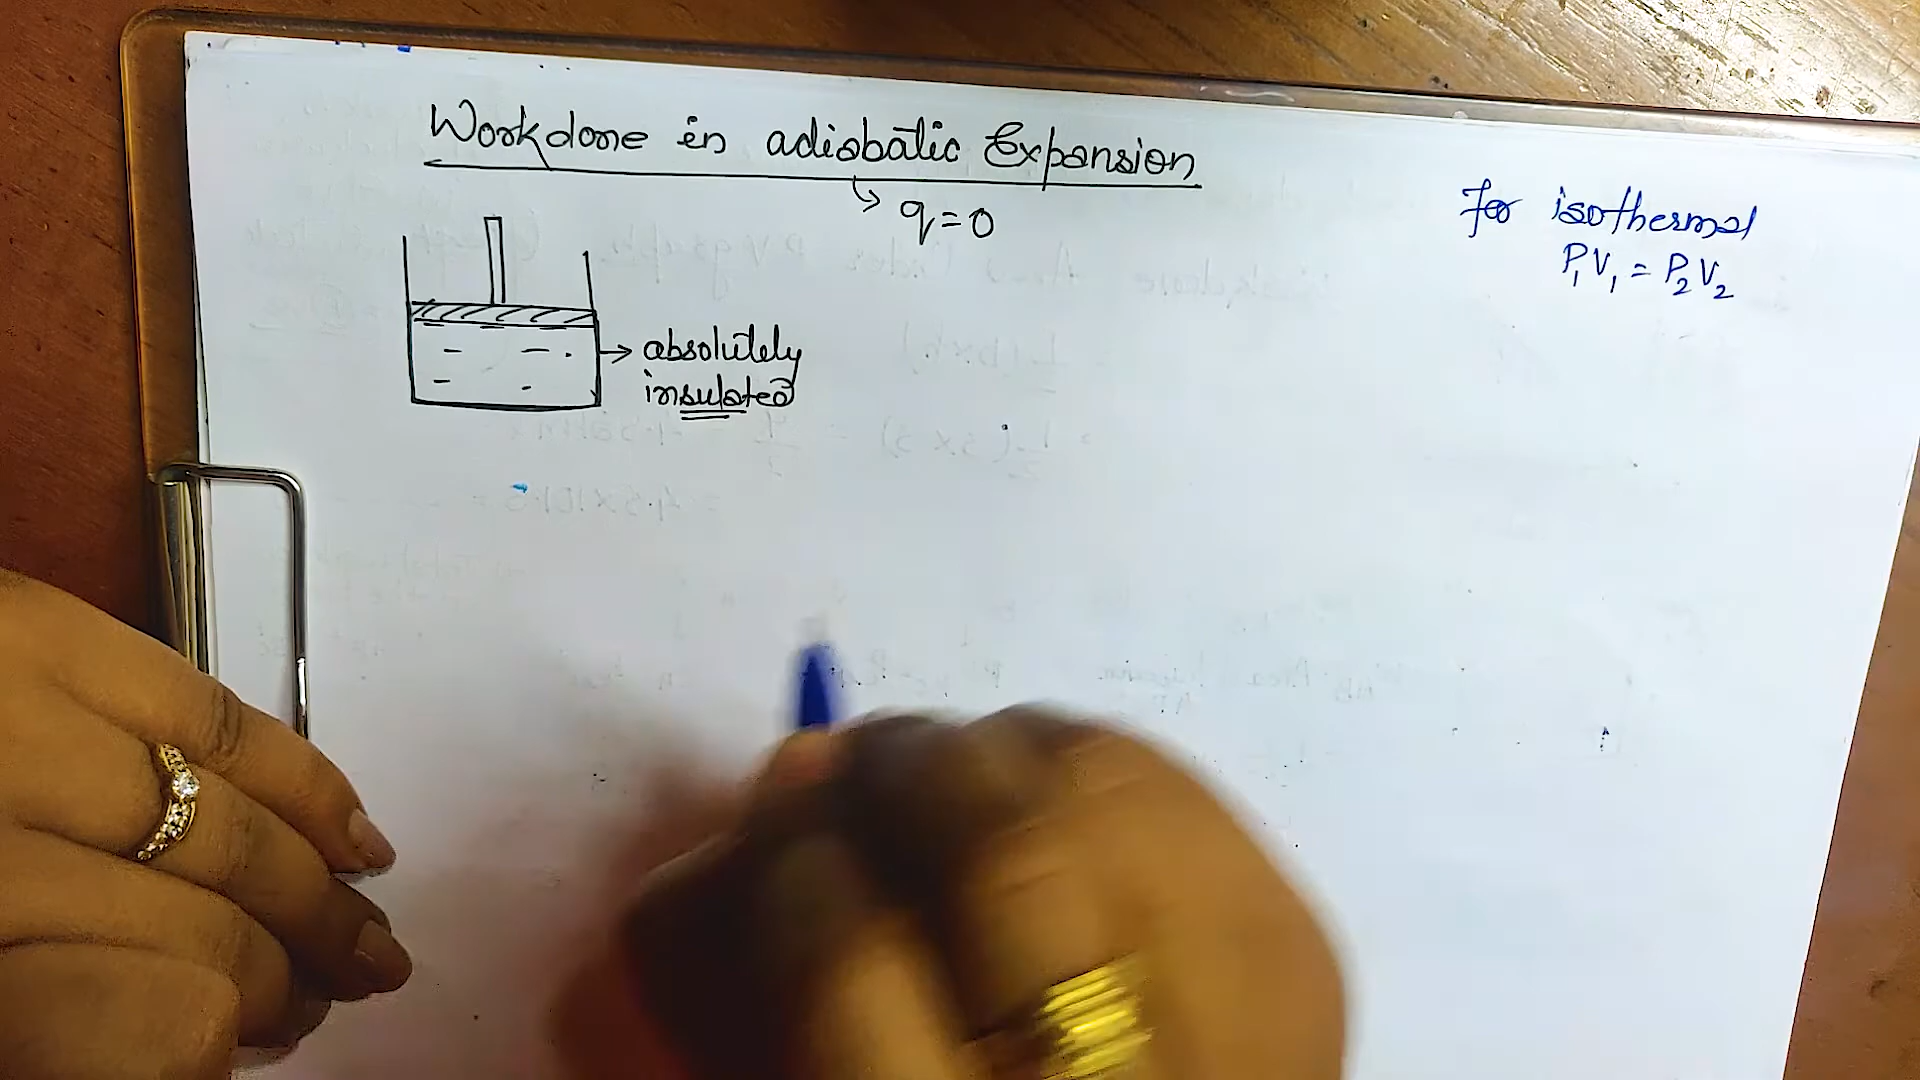 Workdone in adiabatic Expansion
q=0
absolutely
insulated
For isothermal
P₁V₁ = P₂V₂